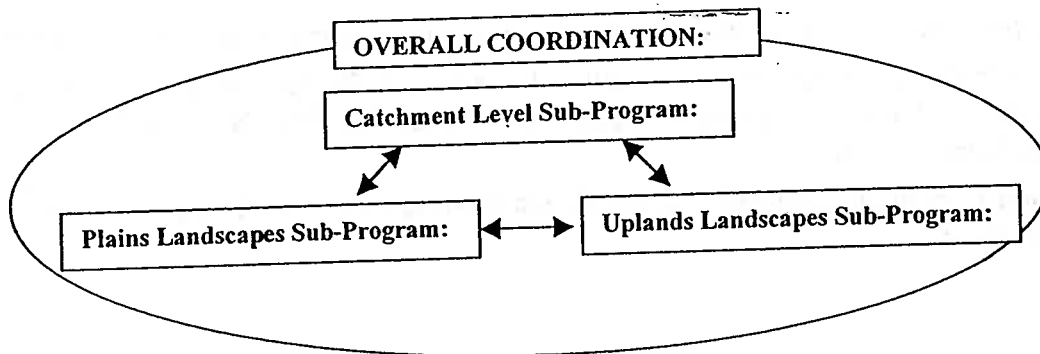 OVERALL COORDINATION:
Catchment Level Sub-Program:
Plains Landscapes Sub-Program:
Uplands Landscapes Sub-Program: